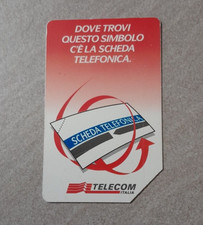 DOVE TROVI
QUESTO SIMBOLO
C'È LA SCHEDA
TELEFONICA.
SCHEDA TELEFONICA
TELECOM
ITALIA